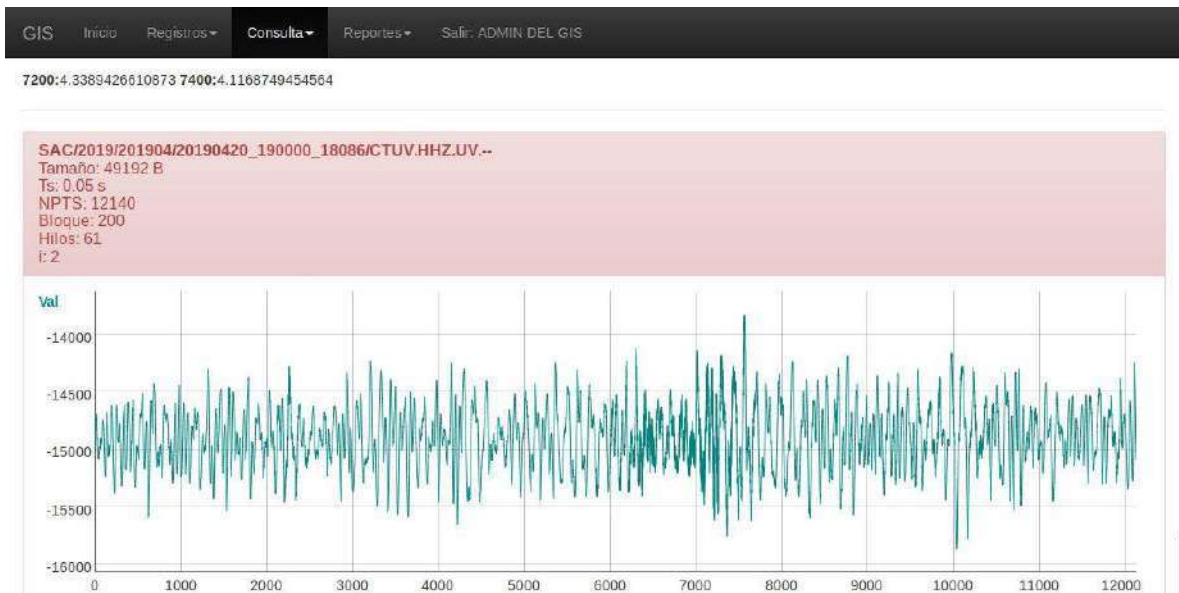 GIS Inicio Registros Consulta Reportes Salir: ADMIN DEL GIS
7200:4.3389426610873 7400:4.1168749454564
SAC/2019/201904/20190420_190000_18086/CTUV.HHZ.UV.--
Tamaño: 49192 B
Ts: 0.05 s
NPTS: 12140
Bloque: 200
Hilos: 61
i: 2
Val
-14000
-14500
-15000
-15500
-16000
0 1000 2000 3000 4000 5000 6000 7000 8000 9000 10000 11000 12000